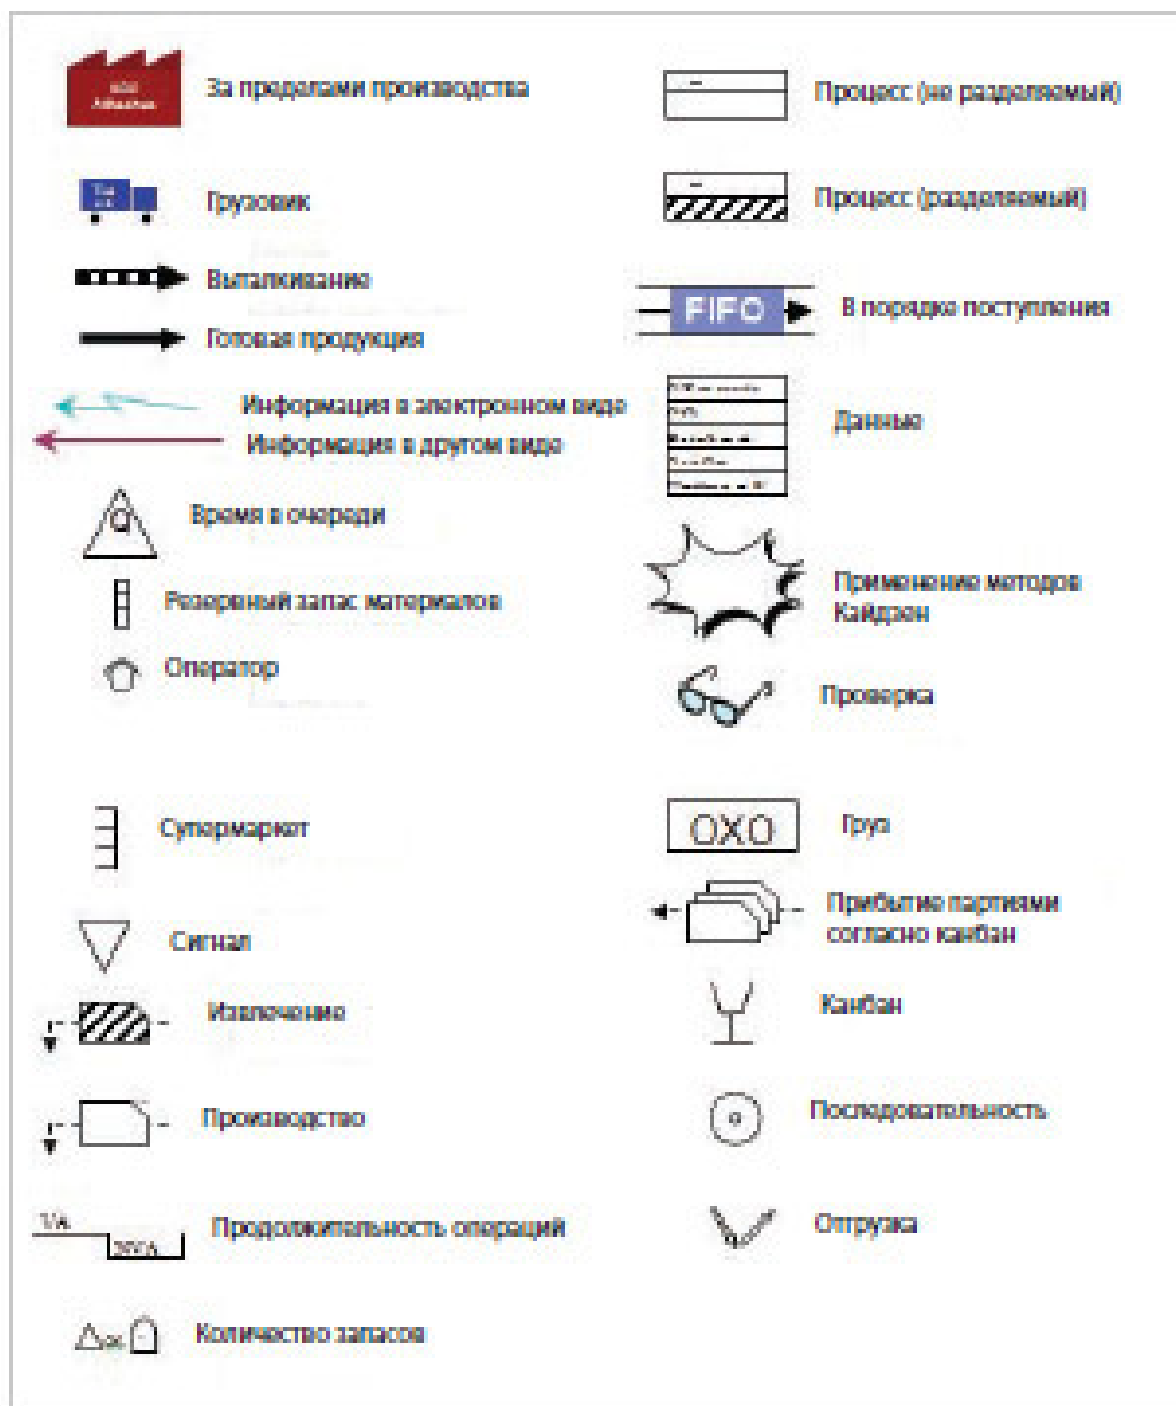 За пределами производства
Грузовик
Выталкивание
Готовая продукция
Информация в электронном виде
Информация в другом виде
Q
Время в очереди
Резервный запас материалов
Оператор
Супермаркет
Сигнал
Извлечение
Производство
Продолжительность операций
Количество запасов
Процесс (не разделяемый)
Процесс (разделяемый)
FIFO
В порядке поступления
Данные
Применение методов
Кайдзен
Проверка
OXO
Груз
Прибытие партиями
согласно канбан
Канбан
Последовательность
Отгрузка